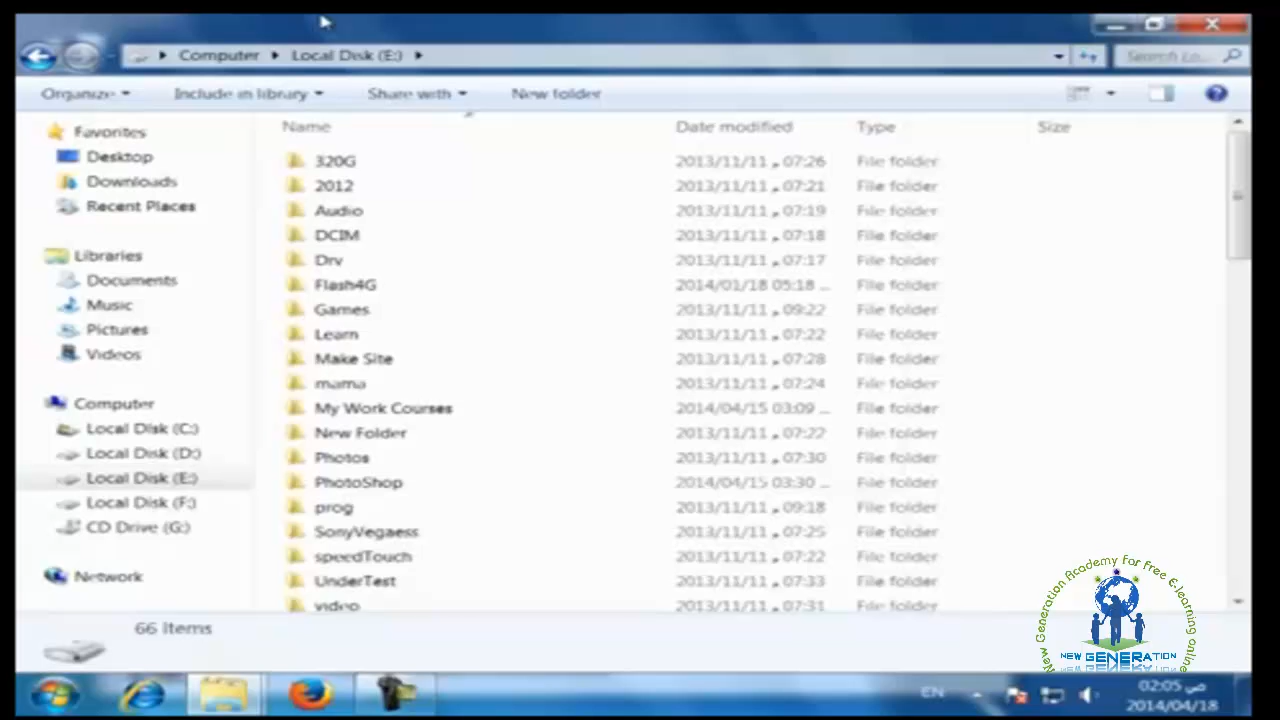 Computer Local Disk (E:)
Search Lo...
Organize Include in library Share with New folder
Name Date modified Type Size
Favorites
Desktop
Downloads
Recent Places
Libraries
Documents
Music
Pictures
Videos
Computer
Local Disk (C:)
Local Disk (D:)
Local Disk (E:)
Local Disk (F:)
CD Drive (G:)
Network
320G 2013/11/11 م 07:26 File folder
2012 2013/11/11 م 07:21 File folder
Audio 2013/11/11 م 07:19 File folder
DCIM 2013/11/11 م 07:18 File folder
Drv 2013/11/11 م 07:17 File folder
Flash4G 2014/01/18 05:18 ... File folder
Games 2013/11/11 م 09:22 File folder
Learn 2013/11/11 م 07:22 File folder
Make Site 2013/11/11 م 07:28 File folder
mama 2013/11/11 م 07:24 File folder
My Work Courses 2014/04/15 03:09 ... File folder
New Folder 2013/11/11 م 07:22 File folder
Photos 2013/11/11 م 07:30 File folder
PhotoShop 2014/04/15 03:30 ... File folder
prog 2013/11/11 م 09:18 File folder
SonyVegaess 2013/11/11 م 07:25 File folder
speedTouch 2013/11/11 م 07:22 File folder
UnderTest 2013/11/11 م 07:33 File folder
video 2013/11/11 م 07:31 File folder
66 items
New Generation Academy For Free E-learning online
NEW GENERATION
EN
02:05 ص
2014/04/18